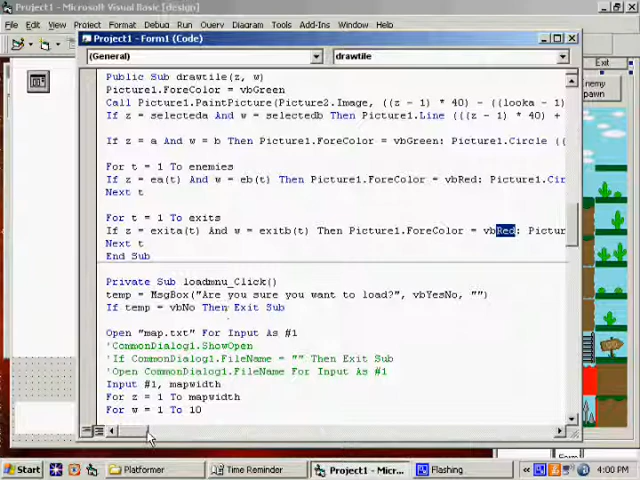 Project1 - Microsoft Visual Basic [design]
File Edit View Project Format Debug Run Query Diagram Tools Add-Ins Window Help
Project1 - Form1 (Code)
(General) drawtile
Exit
Enemy
spawn
Public Sub drawtile(z, w)
Picture1.ForeColor = vbGreen
Call Picture1.PaintPicture(Picture2.Image, ((z - 1) * 40) - ((looka - 1)
If z = selecteda And w = selectedb Then Picture1.Line (((z - 1) * 40) +
If z = a And w = b Then Picture1.ForeColor = vbGreen: Picture1.Circle ((
For t = 1 To enemies
If z = ea(t) And w = eb(t) Then Picture1.ForeColor = vbRed: Picture1.Cir
Next t
For t = 1 To exits
If z = exita(t) And w = exitb(t) Then Picture1.ForeColor = vbRed: Pictur
Next t
End Sub
Private Sub loadmnu_Click()
temp = MsgBox("Are you sure you want to load?", vbYesNo, "")
If temp = vbNo Then Exit Sub
Open "map.txt" For Input As #1
'CommonDialog1.ShowOpen
'If CommonDialog1.FileName = "" Then Exit Sub
'Open CommonDialog1.FileName For Input As #1
Input #1, mapwidth
For z = 1 To mapwidth
For w = 1 To 10
Start Platformer Time Reminder Project1 - Micr... Flashing 4:00 PM